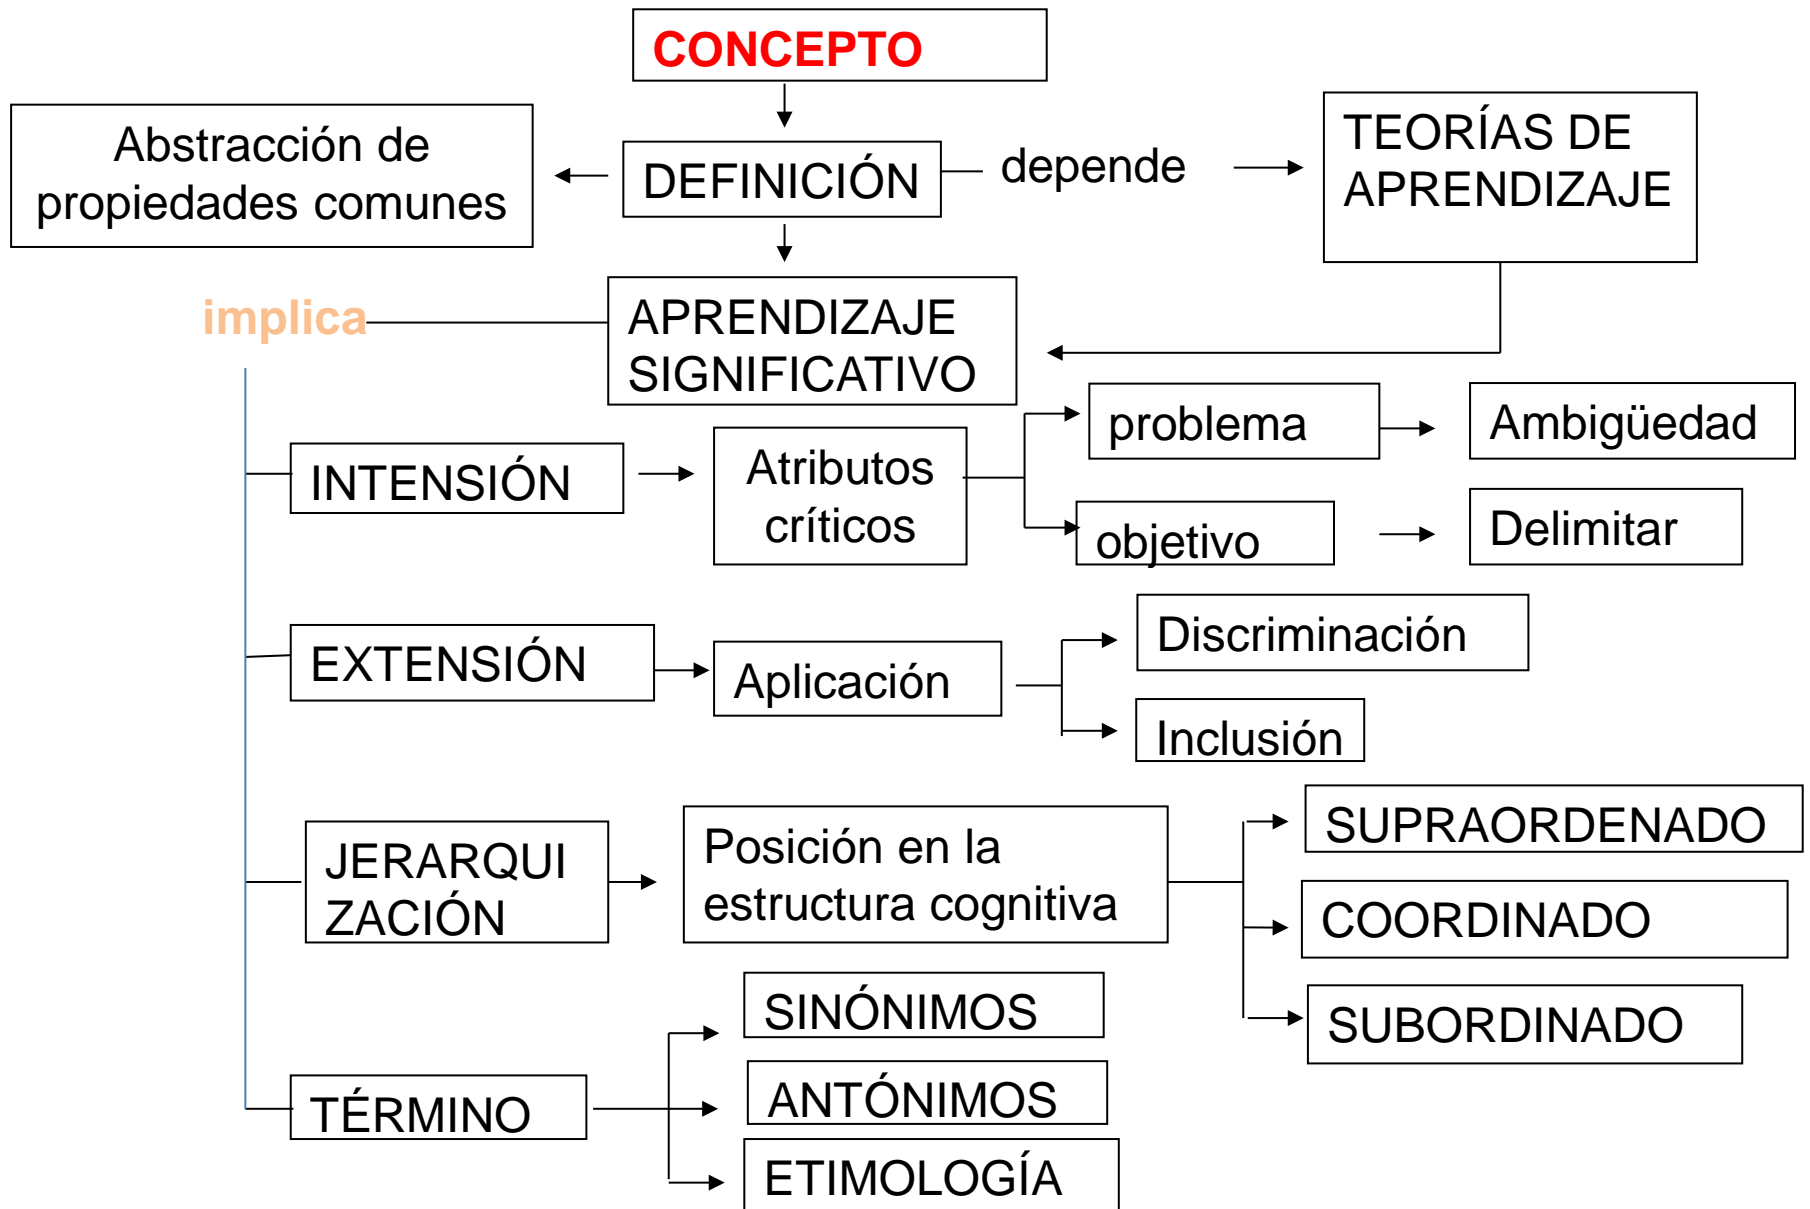 CONCEPTO
Abstracción de
propiedades comunes
DEFINICIÓN
depende
TEORÍAS DE
APRENDIZAJE
implica
APRENDIZAJE
SIGNIFICATIVO
INTENSIÓN
Atributos
críticos
problema
Ambigüedad
objetivo
Delimitar
EXTENSIÓN
Aplicación
Discriminación
Inclusión
JERARQUI
ZACIÓN
Posición en la
estructura cognitiva
SUPRAORDENADO
COORDINADO
SUBORDINADO
TÉRMINO
SINÓNIMOS
ANTÓNIMOS
ETIMOLOGÍA